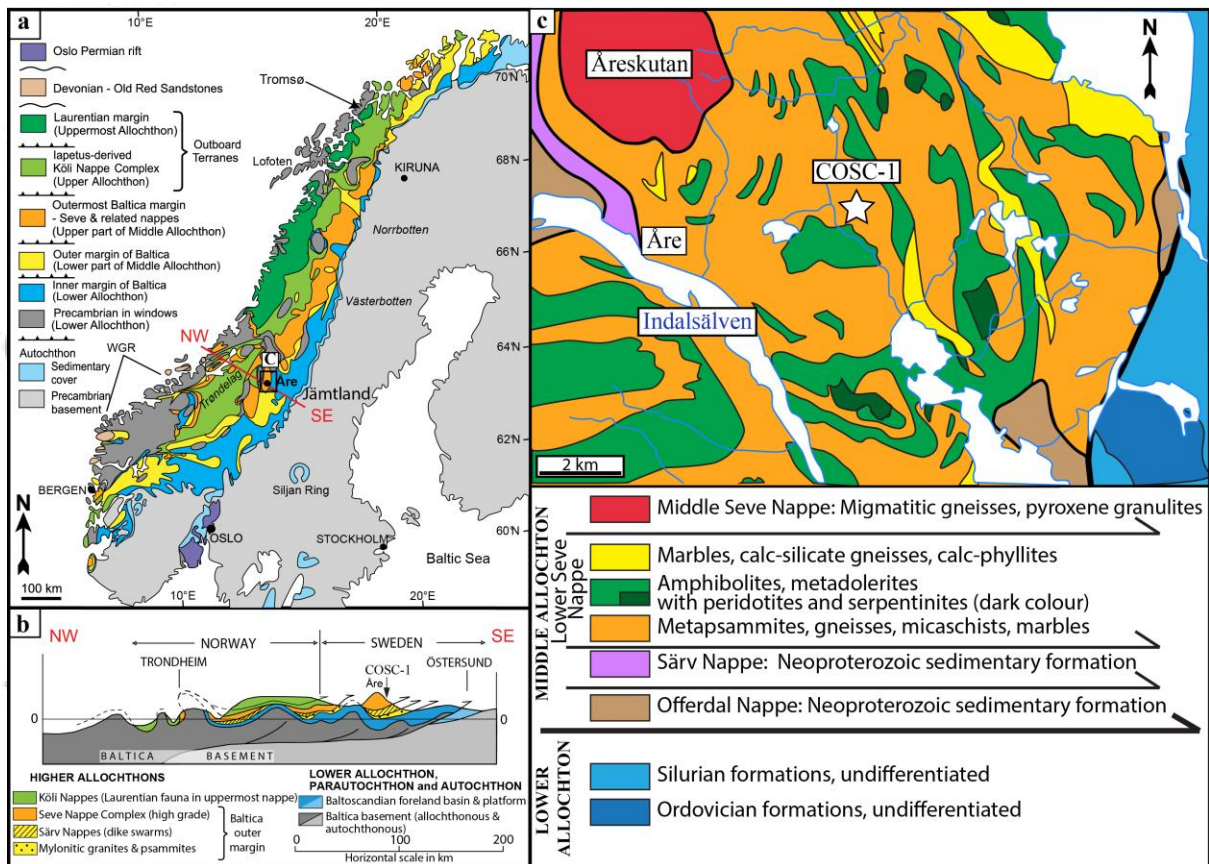 a
20°E
10°E
Oslo Permian rift
Devonian - Old Red Sandstones
Laurentian margin
(Uppermost Allochthon)
Iapetus-derived
Köli Nappe Complex
(Upper Allochthon)
Outboard
Terranes
Outermost Baltica margin
- Seve & related nappes
(Upper part of Middle Allochthon)
Outer margin of Baltica
(Lower part of Middle Allochthon)
Inner margin of Baltica
(Lower Allochthon)
Precambrian in windows
(Lower Allochthon)
Autochthon
Sedimentary
cover
Precambrian
basement
Tromsø
70N
Lofoten
KIRUNA
68N
Norrbotten
66N
Västerbotten
64N
WGR
NW
C
Åre
Trøndelag
Jämtland
SE
62N
BERGEN
Siljan Ring
N
OSLO
60N
STOCKHOLM
Baltic Sea
100 km
10°E
20°E
b
NW
SE
NORWAY
SWEDEN
TRONDHEIM
COSC-1
Åre
ÖSTERSUND
0
0
BALTICA BASEMENT
HIGHER ALLOCHTHONS
Köli Nappes (Laurentian fauna in uppermost nappe)
Seve Nappe Complex (high grade)
Särv Nappes (dike swarms)
Mylonitic granites & psammites
Baltica
outer
margin
LOWER ALLOCHTHON,
PARAUTOCHTHON and AUTOCHTHON
Baltoscandian foreland basin & platform
Baltica basement (allochthonous &
autochthonous)
0 100 200
Horizontal scale in km
c
N
Åreskutan
COSC-1
Åre
Indalsälven
2 km
MIDDLE ALLOCHTON
Lower Seve
Nappe
Middle Seve Nappe: Migmatitic gneisses, pyroxene granulites
Marbles, calc-silicate gneisses, calc-phyllites
Amphibolites, metadolerites
with peridotites and serpentinites (dark colour)
Metapsammites, gneisses, micaschists, marbles
Särv Nappe: Neoproterozoic sedimentary formation
Offerdal Nappe: Neoproterozoic sedimentary formation
LOWER
ALLOCHTON
Silurian formations, undifferentiated
Ordovician formations, undifferentiated